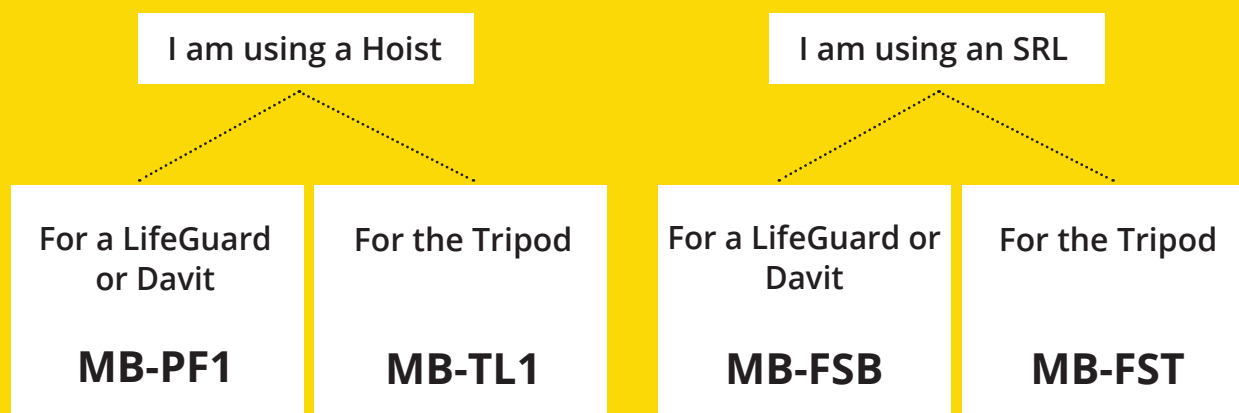 I am using a Hoist
I am using an SRL
For a LifeGuard
or Davit
MB-PF1
For the Tripod
MB-TL1
For a LifeGuard or
Davit
MB-FSB
For the Tripod
MB-FST